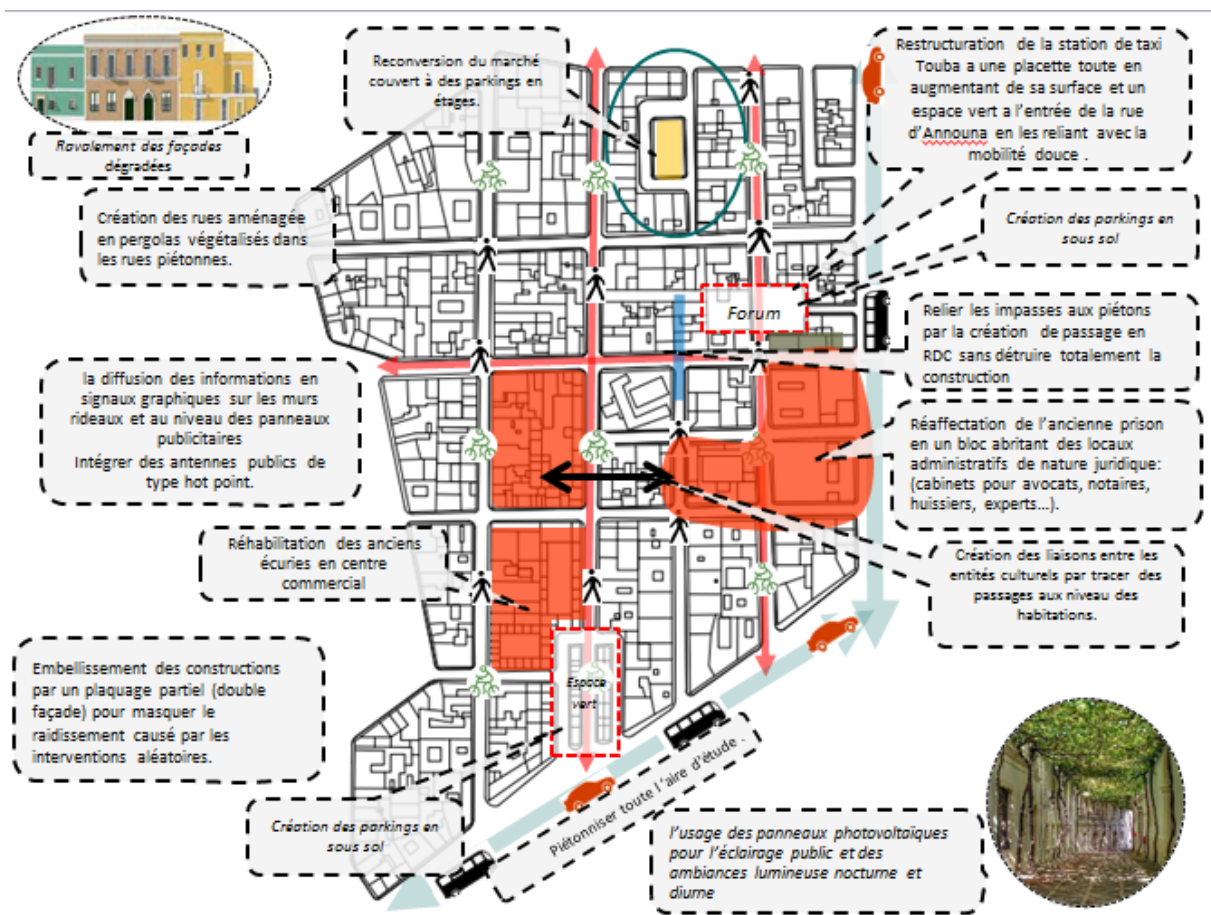 Reconversion du marché
couvert à des parkings en
étages.
Restructuration de la station de taxi
Touba a une placette toute en
augmentant de sa surface et un
espace vert a l'entrée de la rue
d'Announa en les reliant avec la
mobilité douce .
Ravalement des façades
dégradées
Création des rues aménagée
en pergolas végétalisés dans
les rues piétonnes.
Création des parkings en
sous sol
Forum
Relier les impasses aux piétons
par la création de passage en
RDC sans détruire totalement la
construction
la diffusion des informations en
signaux graphiques sur les murs
rideaux et au niveau des panneaux
publicitaires
Intégrer des antennes publics de
type hot point.
Réaffectation de l'ancienne prison
en un bloc abritant des locaux
administratifs de nature juridique:
(cabinets pour avocats, notaires,
huissiers, experts...).
Réhabilitation des anciens
écuries en centre
commercial
Création des liaisons entre les
entités culturels par tracer des
passages aux niveau des
habitations.
Embellissement des constructions
par un plaquage partiel (double
façade) pour masquer le
raidissement causé par les
interventions aléatoires.
Espace
vert
Création des parkings en
sous sol
Piétonniser toute l'aire d'étude .
l'usage des panneaux photovoltaïques
pour l'éclairage public et des
ambiances lumineuse nocturne et
diurne